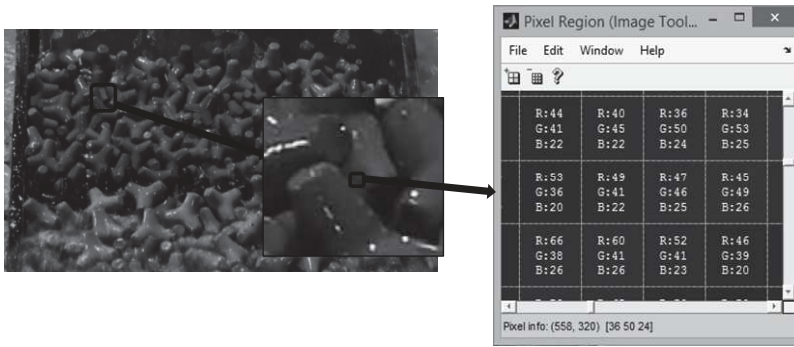 Pixel Region (Image Tool...
File Edit Window Help
R:44 R:40 R:36 R:34
G:41 G:45 G:50 G:53
B:22 B:22 B:24 B:25
R:53 R:49 R:47 R:45
G:36 G:41 G:46 G:49
B:20 B:22 B:25 B:26
R:66 R:60 R:52 R:46
G:38 G:41 G:41 G:39
B:26 B:26 B:23 B:20
Pixel info: (558, 320) [36 50 24]